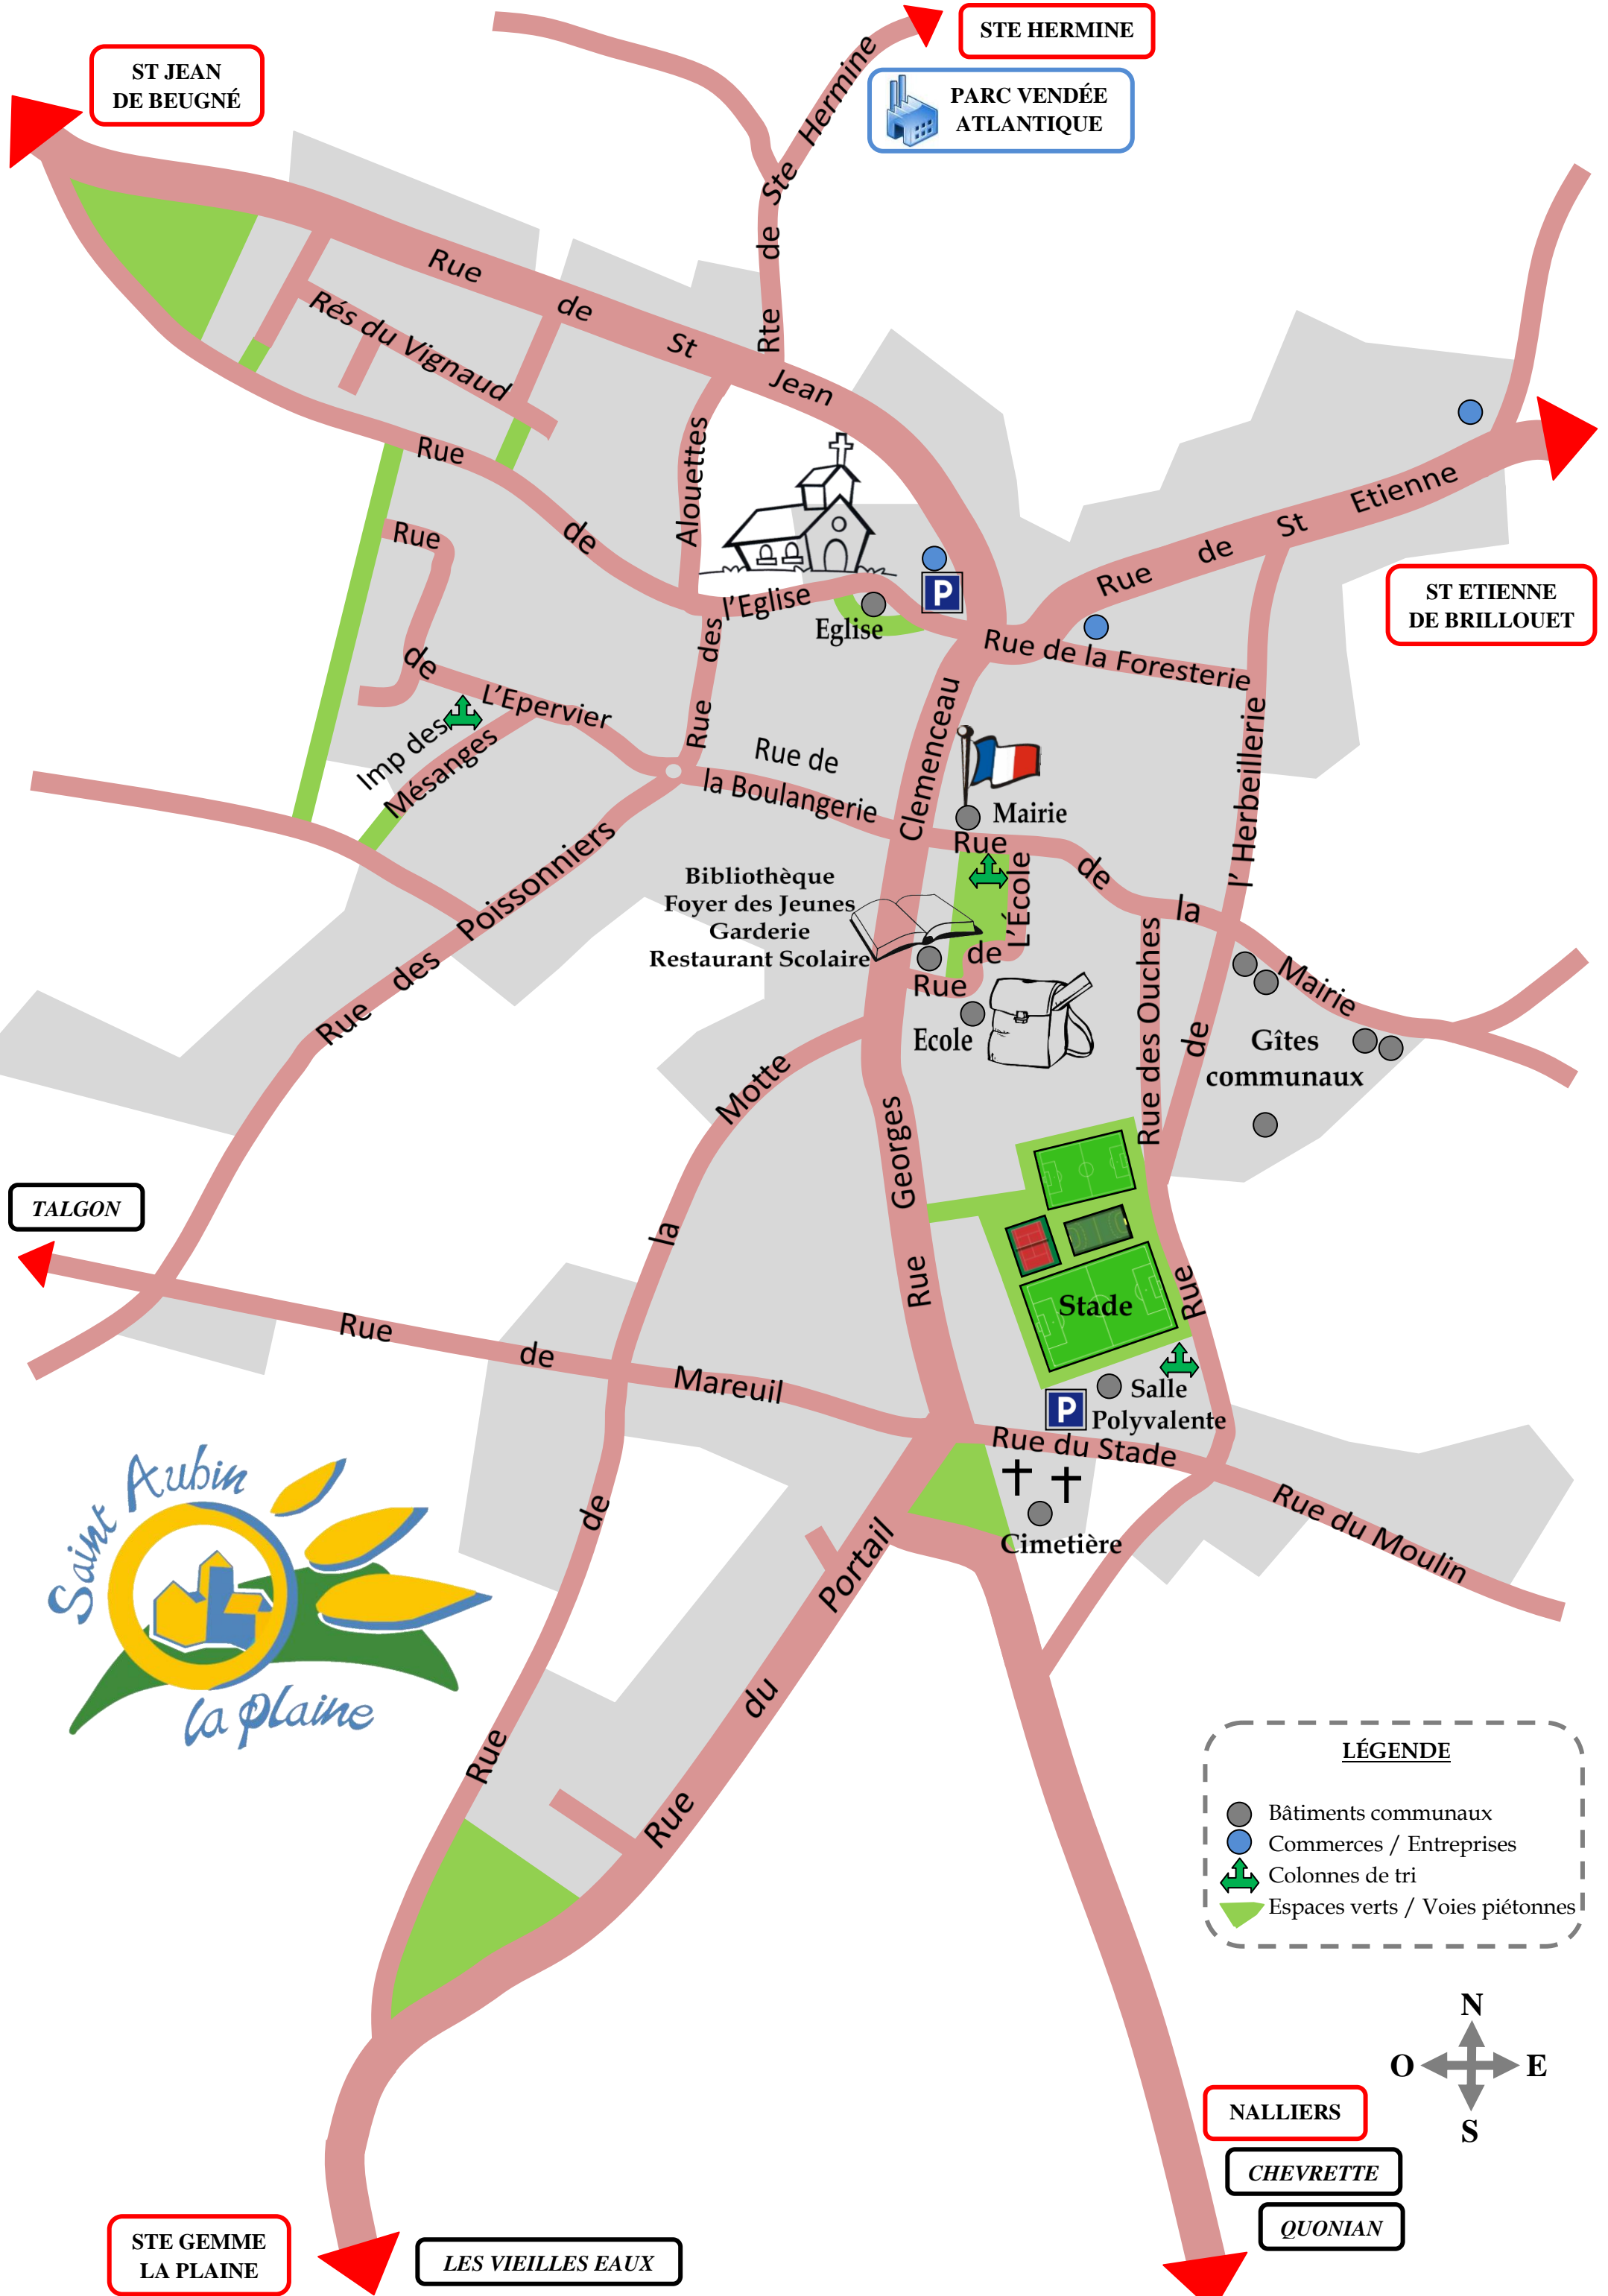 STE HERMINE
ST JEAN
DE BEUGNÉ
PARC VENDÉE
ATLANTIQUE
Rte de Ste Hermine
Rue de St Jean
Rés du Vignaud
Rue de l'Eglise
Rue des Alouettes
Rue de St Etienne
ST ETIENNE
DE BRILLOUET
P
Eglise
Rue de la Foresterie
Rue de L'Epervier
Imp des
Mésanges
Rue de
la Boulangerie
Rue Georges Clemenceau
Mairie
Rue de la Mairie
Rue de l'Herbeillerie
Bibliothèque
Foyer des Jeunes
Garderie
Restaurant Scolaire
Rue de L'École
Ecole
Rue des Ouches
Gîtes
communaux
Rue des Poissonniers
Rue de la Motte
TALGON
Stade
Rue de Mareuil
Salle
Polyvalente
P
Rue du Stade
Cimetière
Rue du Moulin
Rue du Portail
Saint Aubin
la plaine
LÉGENDE
Bâtiments communaux
Commerces / Entreprises
Colonnes de tri
Espaces verts / Voies piétonnes
N
O E
S
NALLIERS
CHEVRETTE
QUONIAN
STE GEMME
LA PLAINE
LES VIEILLES EAUX